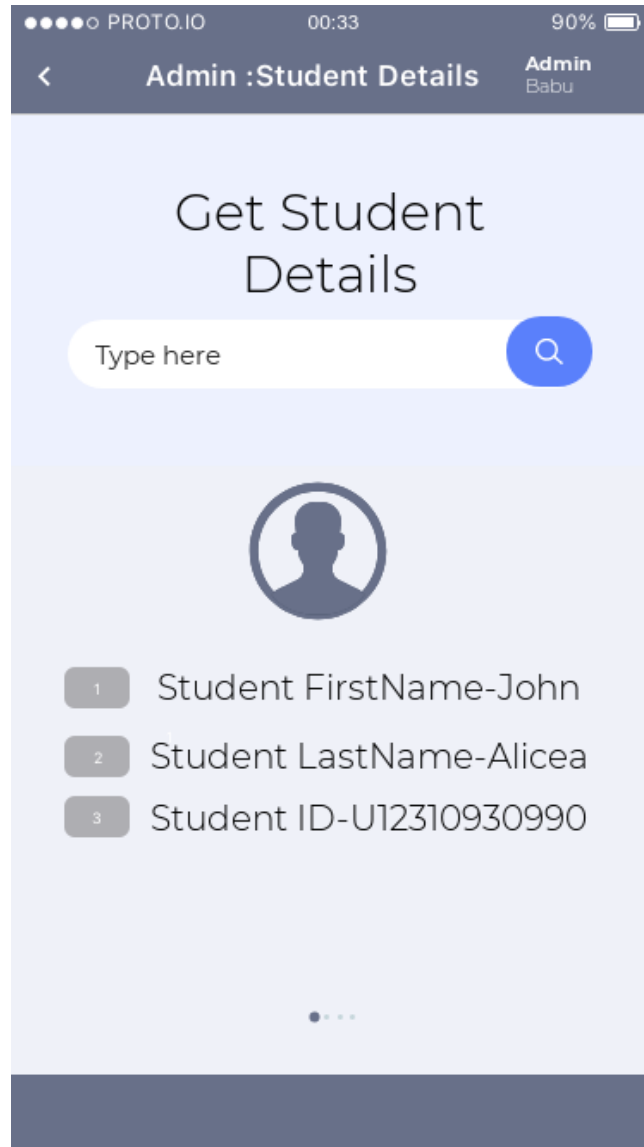 PROTO.IO 00:33 90%
Admin :Student Details
Admin
Babu
Get Student
Details
Type here
1 Student FirstName-John
2 Student LastName-Alicea
3 Student ID-U12310930990